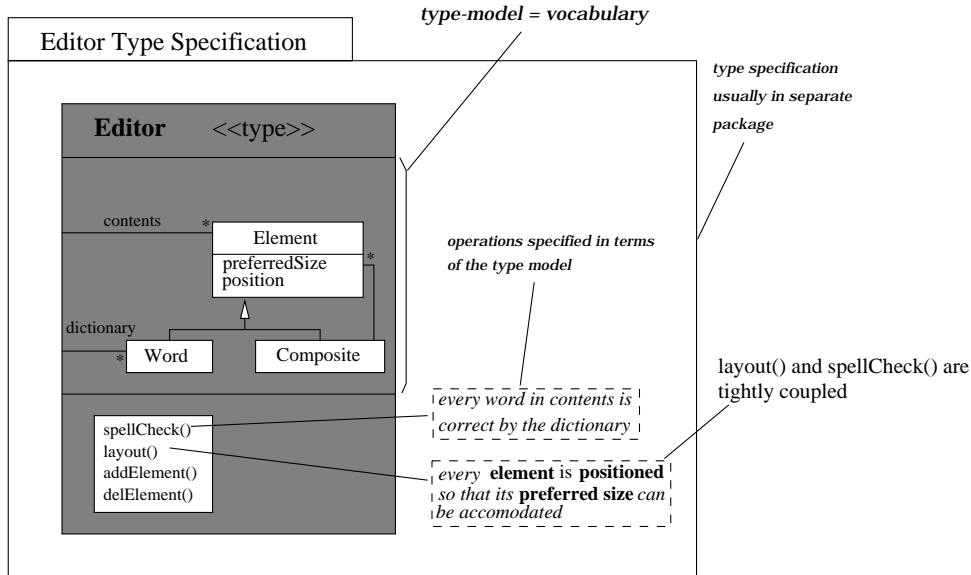 type-model = vocabulary
Editor Type Specification
type specification
usually in separate
package
Editor <<type>>
contents
*
Element
preferredSize
position
*
operations specified in terms
of the type model
dictionary
*
Word
Composite
layout() and spellCheck() are
tightly coupled
every word in contents is
correct by the dictionary
spellCheck()
layout()
addElement()
delElement()
every element is positioned
so that its preferred size can
be accomodated